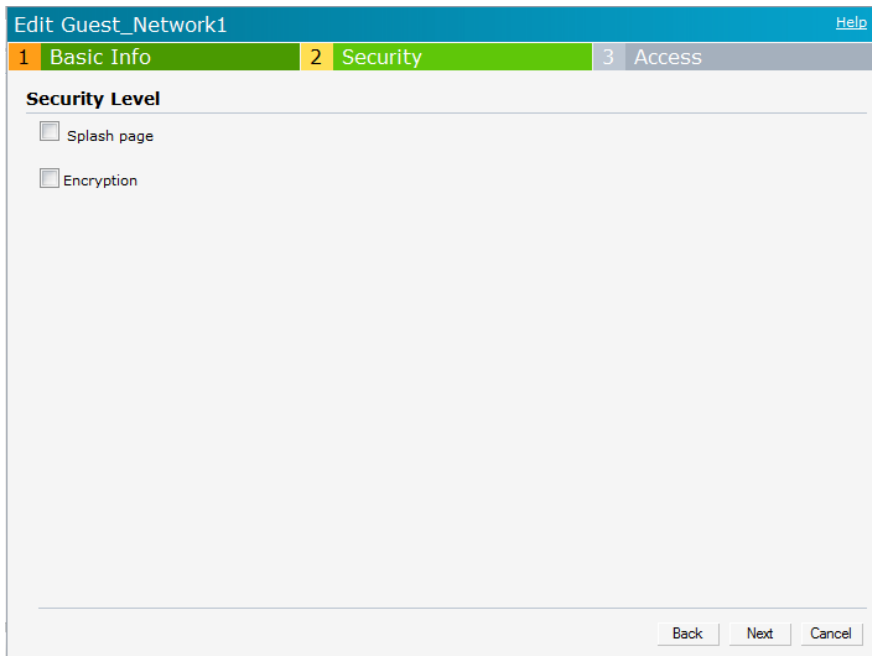 Edit Guest_Network1 Help
1 Basic Info 2 Security 3 Access
Security Level
Splash page
Encryption
Back Next Cancel